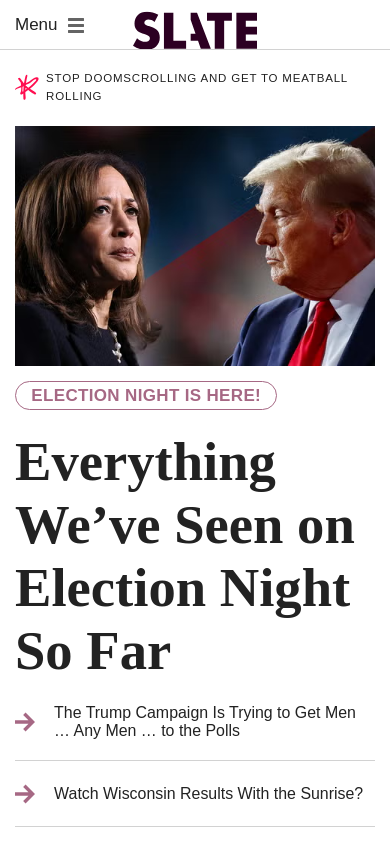 Menu
SLATE
STOP DOOMSCROLLING AND GET TO MEATBALL
ROLLING
ELECTION NIGHT IS HERE!
Everything
We’ve Seen on
Election Night
So Far
The Trump Campaign Is Trying to Get Men
… Any Men … to the Polls
Watch Wisconsin Results With the Sunrise?